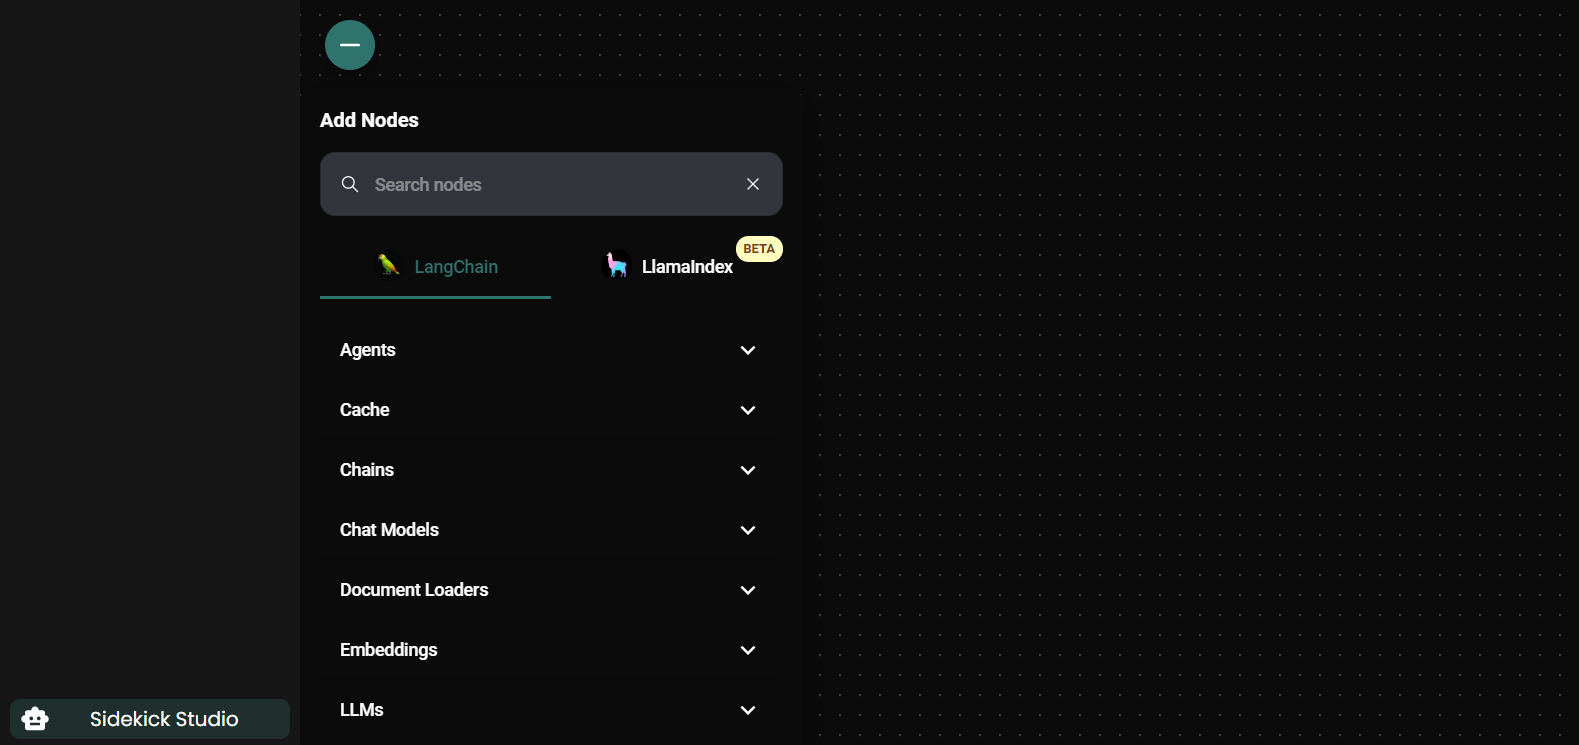 Add Nodes
Search nodes
LangChain
LlamaIndex
BETA
Agents
Cache
Chains
Chat Models
Document Loaders
Embeddings
LLMs
Sidekick Studio